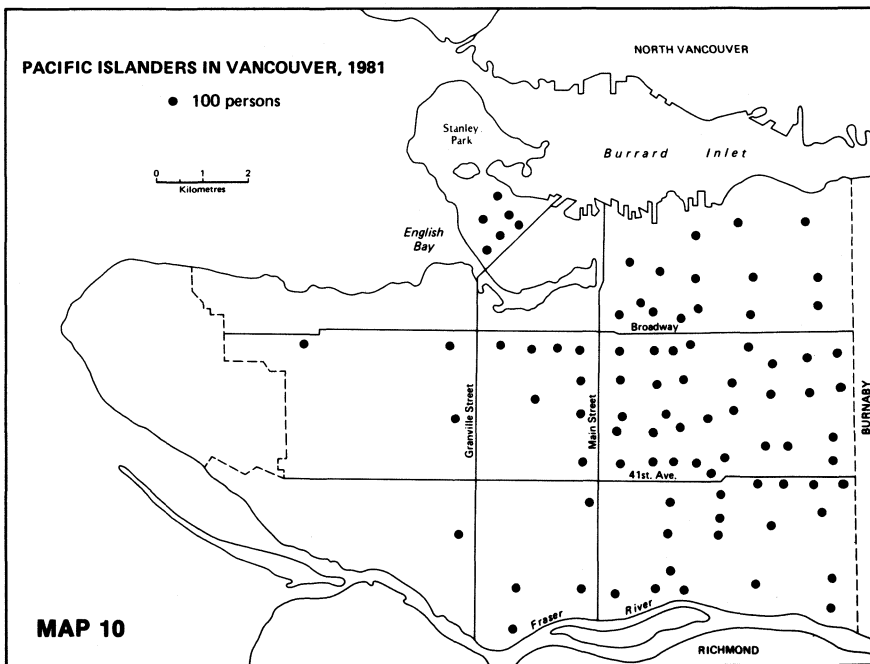 NORTH VANCOUVER
PACIFIC ISLANDERS IN VANCOUVER, 1981
100 persons
Stanley
Park
Burrard Inlet
0 1 2
Kilometres
English
Bay
Broadway
Granville Street
Main Street
BURNABY
41st. Ave.
Fraser River
MAP 10
RICHMOND